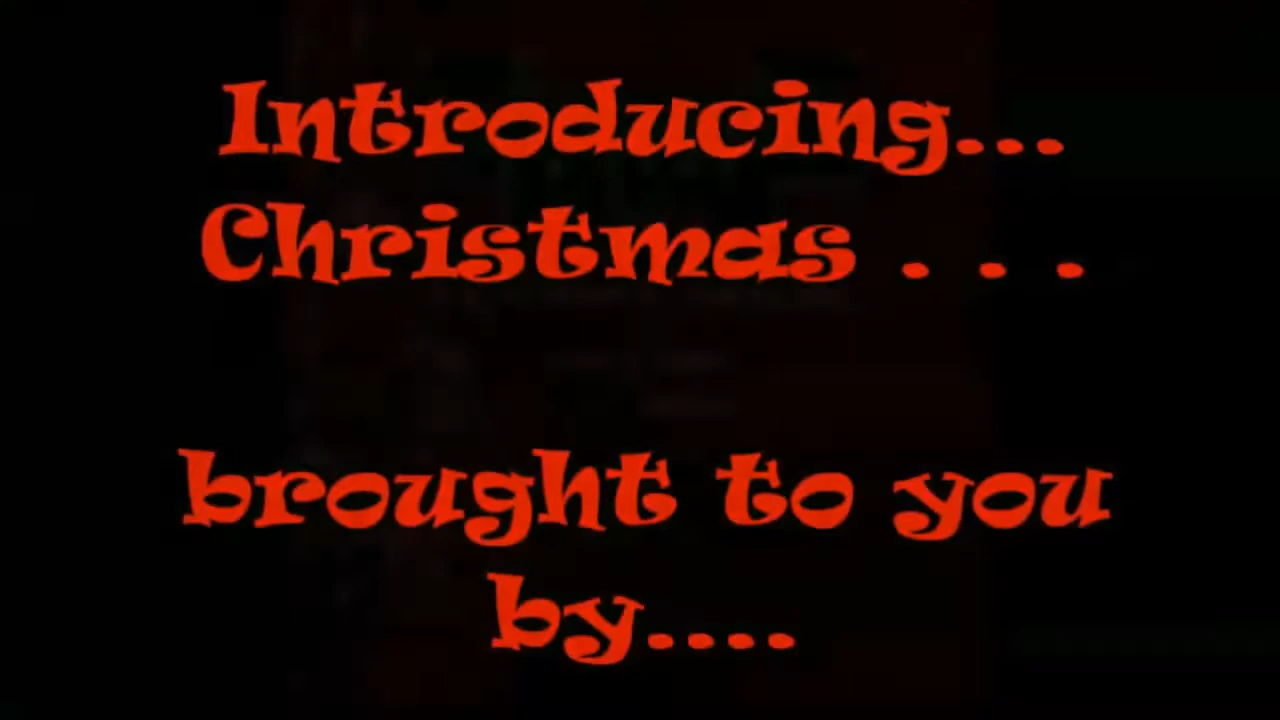 Introducing...
Christmas . . .
brought to you
by....